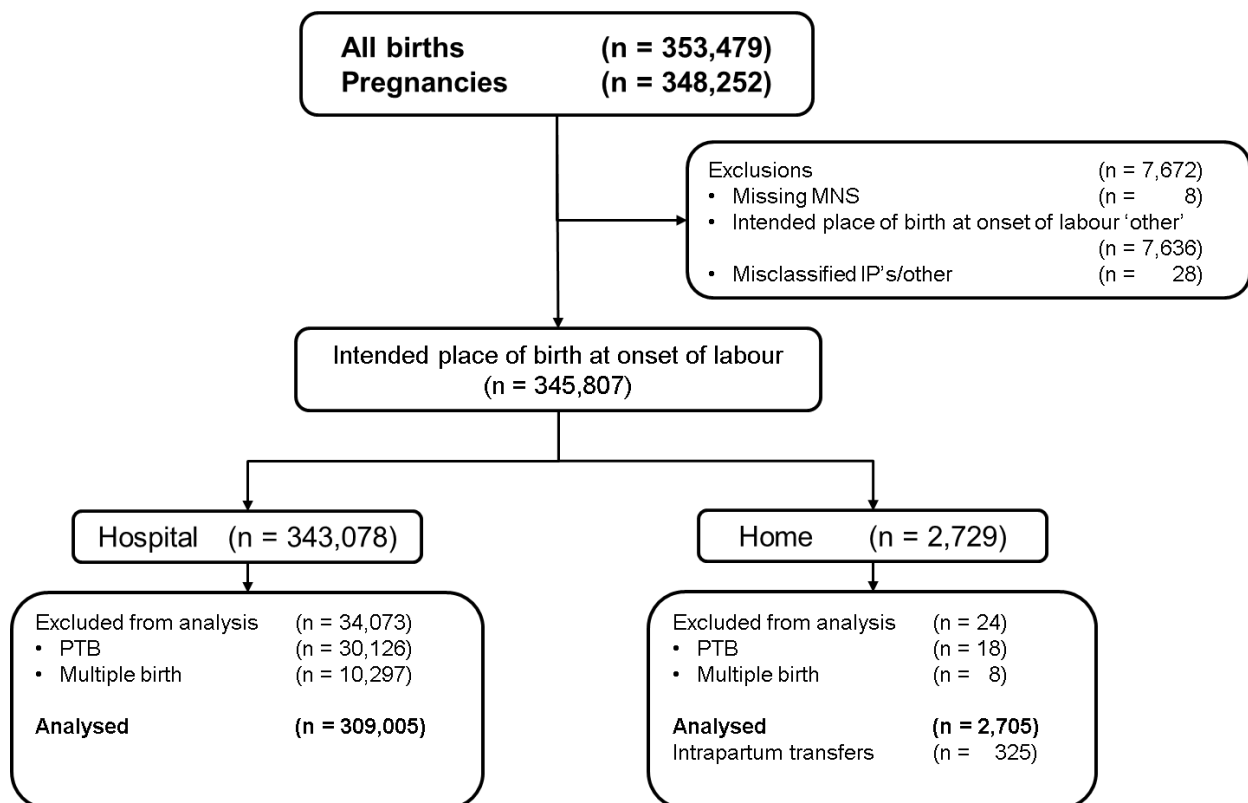 All births (n = 353,479)
Pregnancies (n = 348,252)
Exclusions (n = 7,672)
• Missing MNS (n = 8)
• Intended place of birth at onset of labour ‘other’
(n = 7,636)
• Misclassified IP’s/other (n = 28)
Intended place of birth at onset of labour
(n = 345,807)
Hospital (n = 343,078)
Home (n = 2,729)
Excluded from analysis (n = 34,073)
• PTB (n = 30,126)
• Multiple birth (n = 10,297)
Analysed (n = 309,005)
Excluded from analysis (n = 24)
• PTB (n = 18)
• Multiple birth (n = 8)
Analysed (n = 2,705)
Intrapartum transfers (n = 325)